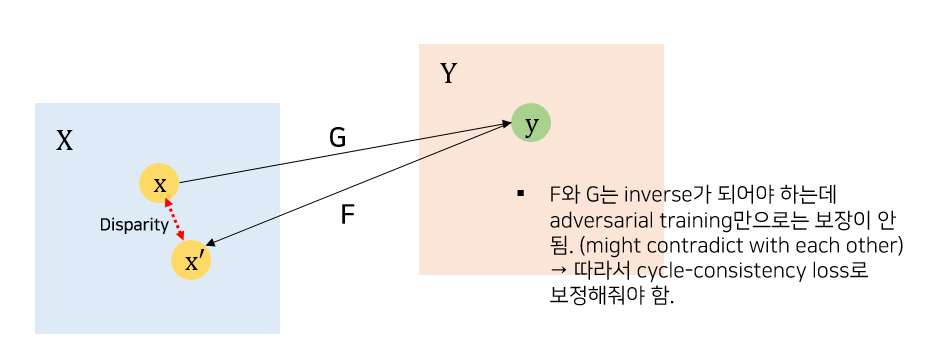 X
Y
G
y
x
F
Disparity
x′
▪ F와 G는 inverse가 되어야 하는데
adversarial training만으로는 보장이 안
됨. (might contradict with each other)
→ 따라서 cycle-consistency loss로
보정해줘야 함.